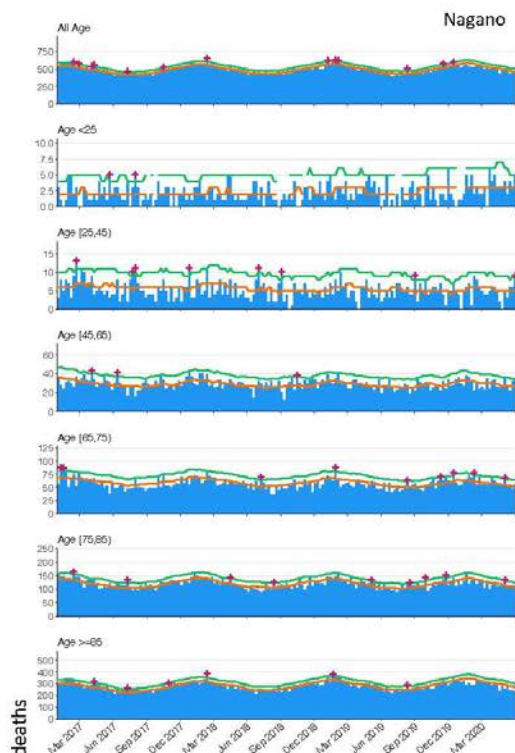 Nagano
All Age
750
500
250
0
Age <25
10.0
7.5
5.0
2.5
0.0
Age [25,45)
15
10
5
0
Age [45,65)
60
40
20
0
Age [65,75)
125
100
75
50
25
0
Age [75,85)
250
200
150
100
50
0
Age >=85
500
400
300
200
100
0
deaths
Mar 2017
Jun 2017
Sep 2017
Dec 2017
Mar 2018
Jun 2018
Sep 2018
Dec 2018
Mar 2019
Jun 2019
Sep 2019
Dec 2019
Mar 2020